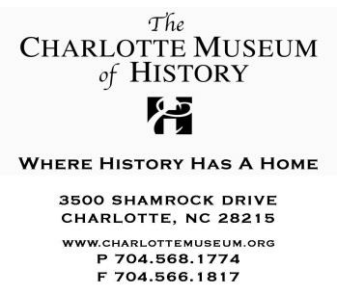 The
CHARLOTTE MUSEUM
of HISTORY
WHERE HISTORY HAS A HOME
3500 SHAMROCK DRIVE
CHARLOTTE, NC 28215
WWW.CHARLOTTEMUSEUM.ORG
P 704.568.1774
F 704.566.1817